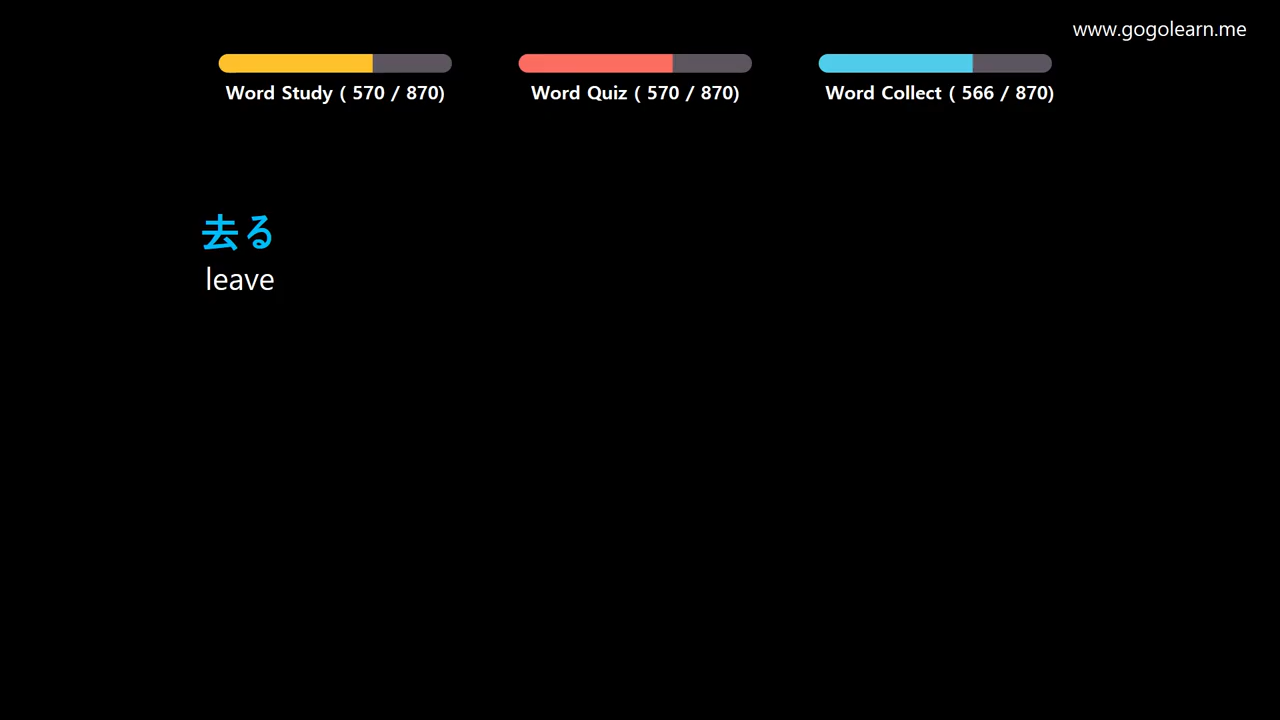 www.gogolearn.me
Word Study ( 570 / 870)
Word Quiz ( 570 / 870)
Word Collect ( 566 / 870)
去る
leave